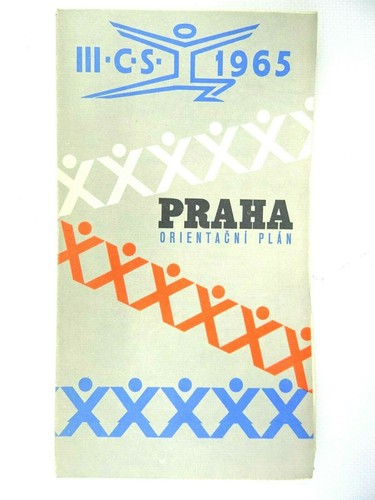 III·C·S· 1965
PRAHA
ORIENTAČNÍ PLÁN